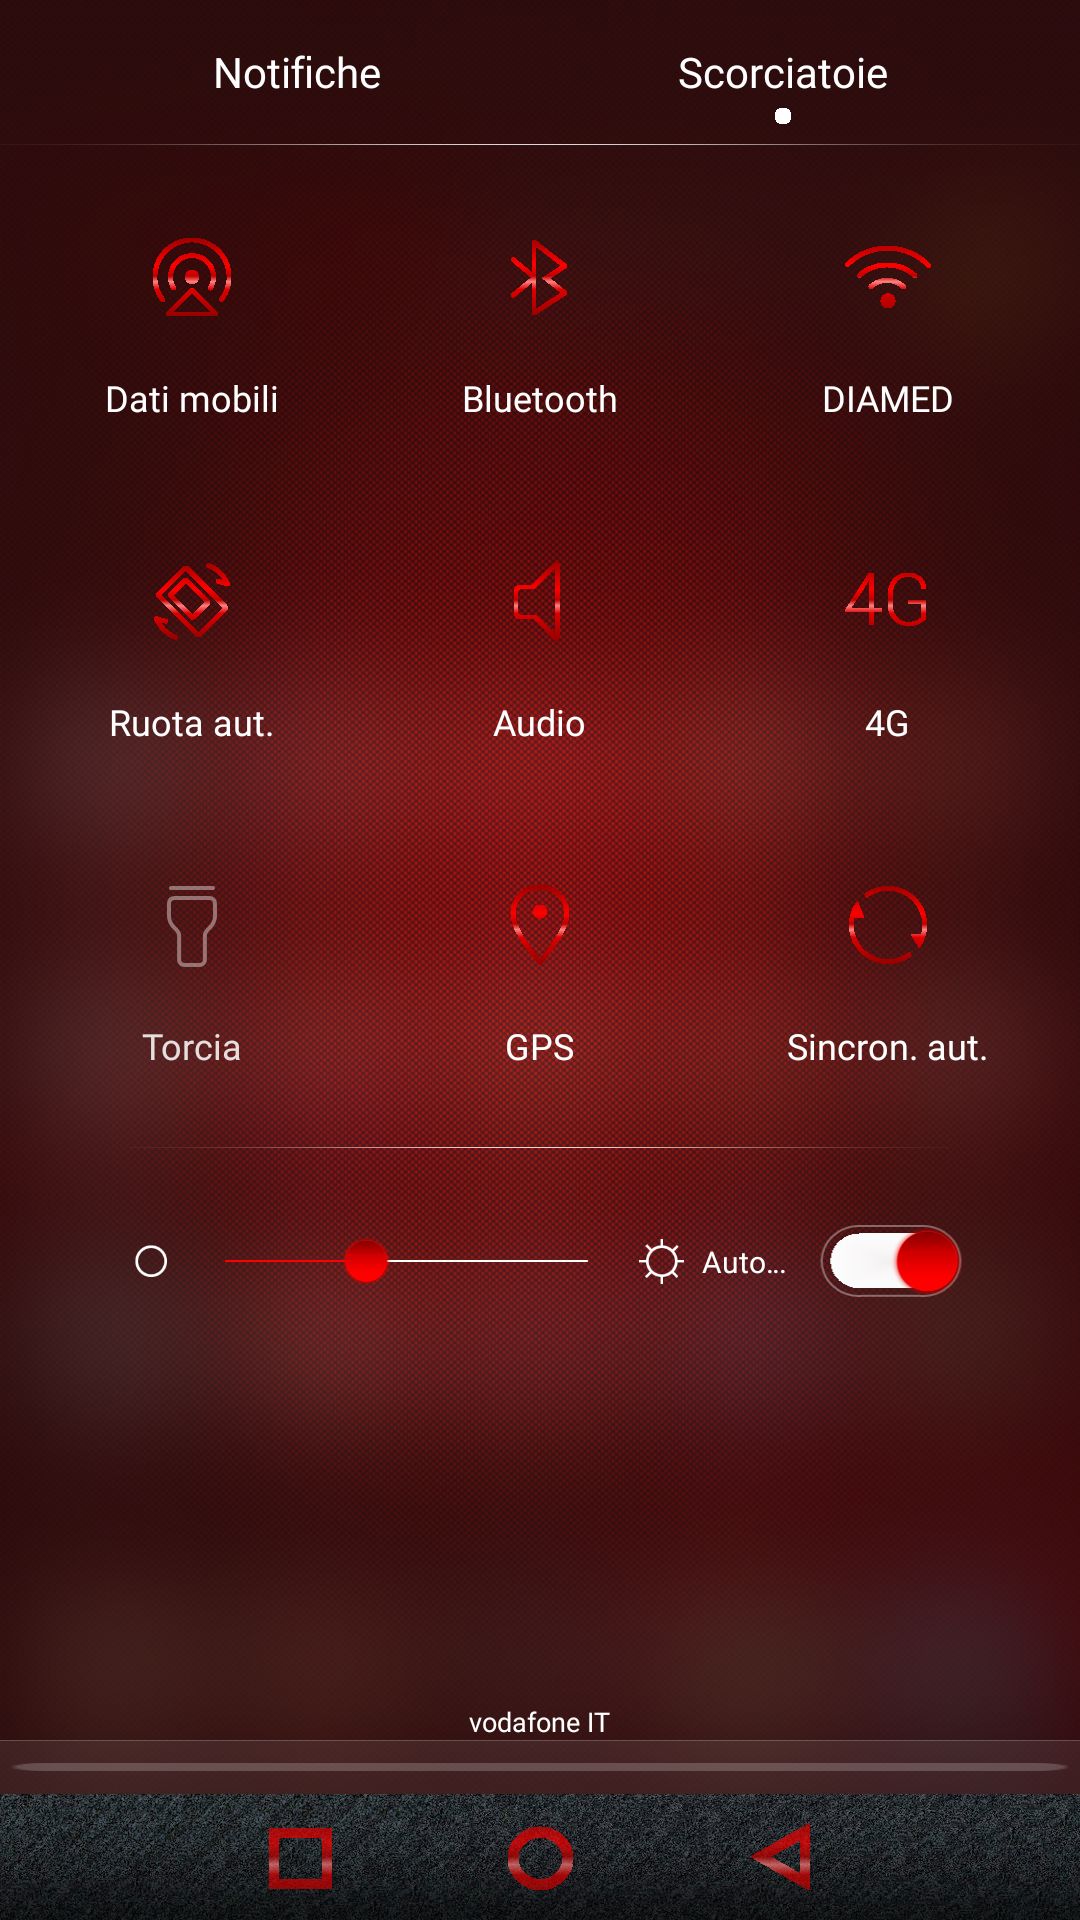 Notifiche
Scorciatoie
Dati mobili
Bluetooth
DIAMED
4G
Ruota aut.
Audio
4G
Torcia
GPS
Sincron. aut.
Auto...
vodafone IT